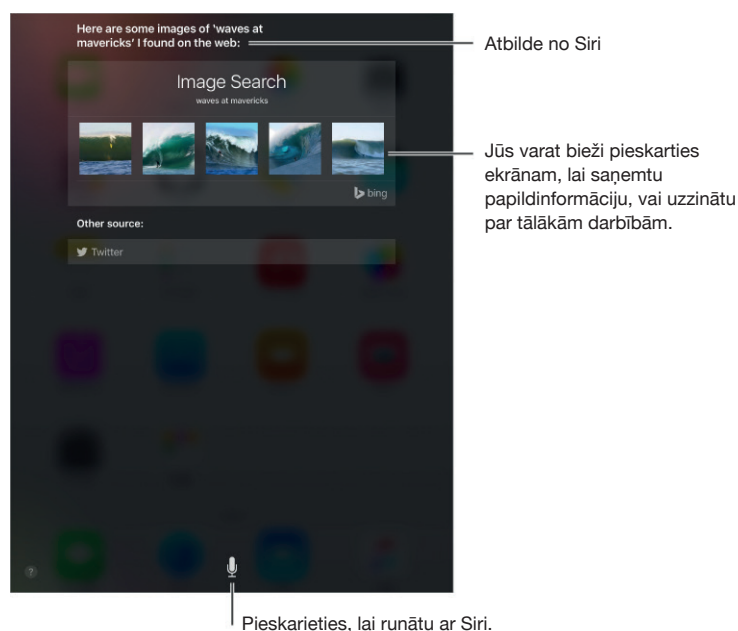 Here are some images of 'waves at
mavericks' I found on the web:
Atbilde no Siri
Image Search
waves at mavericks
Jūs varat bieži pieskarties
ekrānam, lai saņemtu
papildinformāciju, vai uzzinātu
par tālākām darbībām.
bing
Other source:
Twitter
?
Pieskarieties, lai runātu ar Siri.